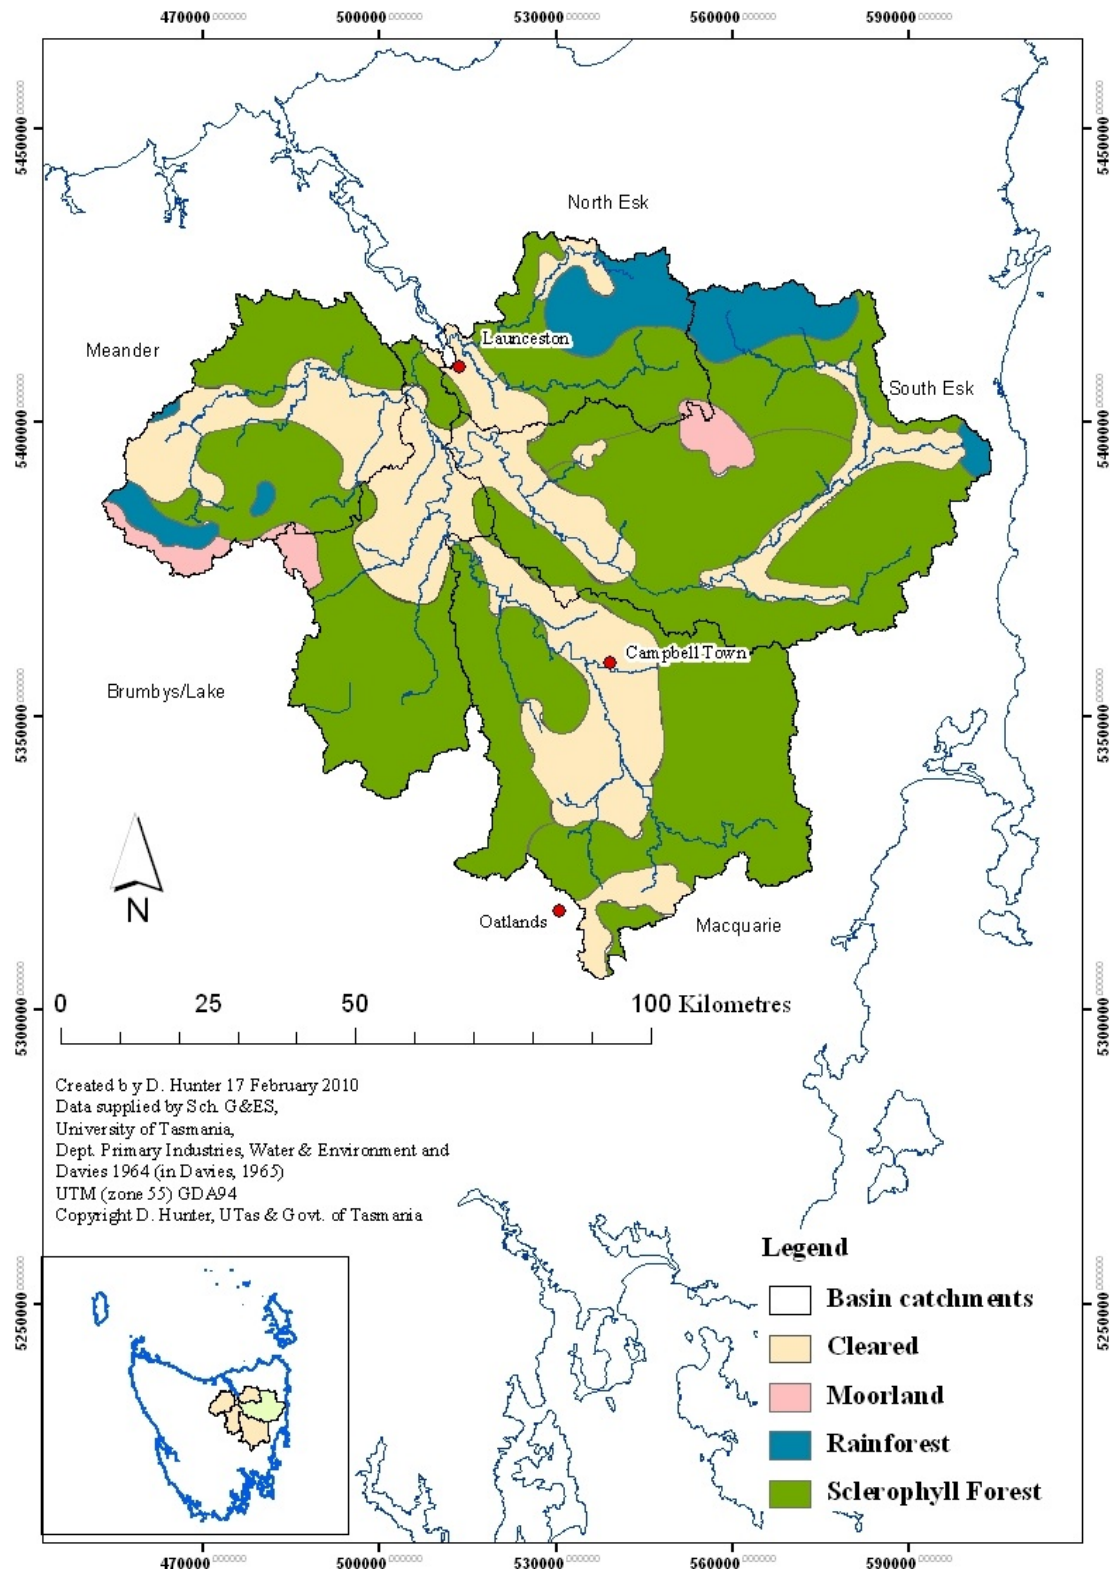 470000 500000 530000 560000 590000
5450000
5450000
North Esk
Launceston
Meander
South Esk
5400000
5400000
Campbell Town
Brumbys/Lake
5350000
5350000
N
Oatlands
Macquarie
0 25 50 100 Kilometres
5300000
5300000
Created by D. Hunter 17 February 2010
Data supplied by Sch. G&ES,
University of Tasmania,
Dept. Primary Industries, Water & Environment and
Davies 1964 (in Davies, 1965)
UTM (zone 55) GDA94
Copyright D. Hunter, UTas & Govt. of Tasmania
Legend
Basin catchments
Cleared
Moorland
Rainforest
Sclerophyll Forest
5250000
5250000
470000 500000 530000 560000 590000